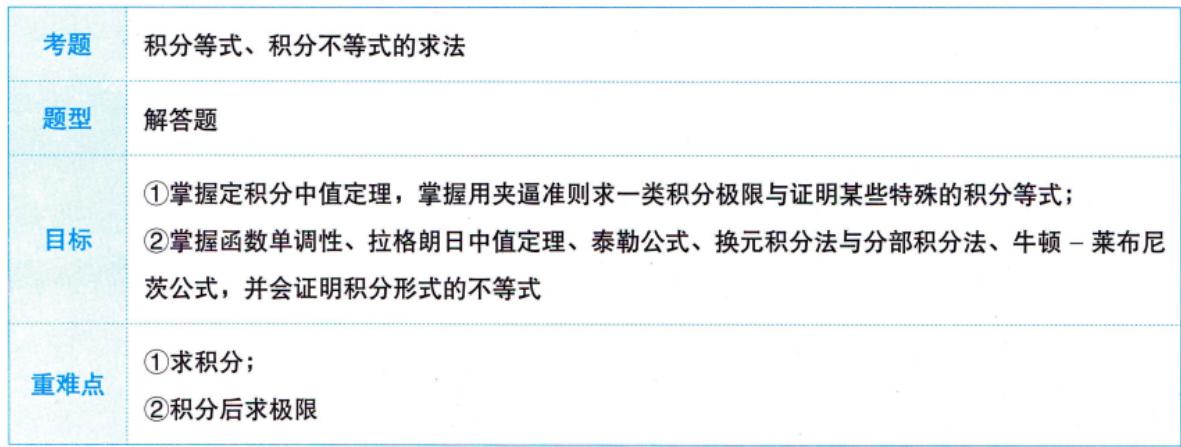 考题 积分等式、积分不等式的求法
题型 解答题
目标 ①掌握定积分中值定理，掌握用夹逼准则求一类积分极限与证明某些特殊的积分等式；
②掌握函数单调性、拉格朗日中值定理、泰勒公式、换元积分法与分部积分法、牛顿－莱布尼
茨公式，并会证明积分形式的不等式
重难点 ①求积分；
②积分后求极限